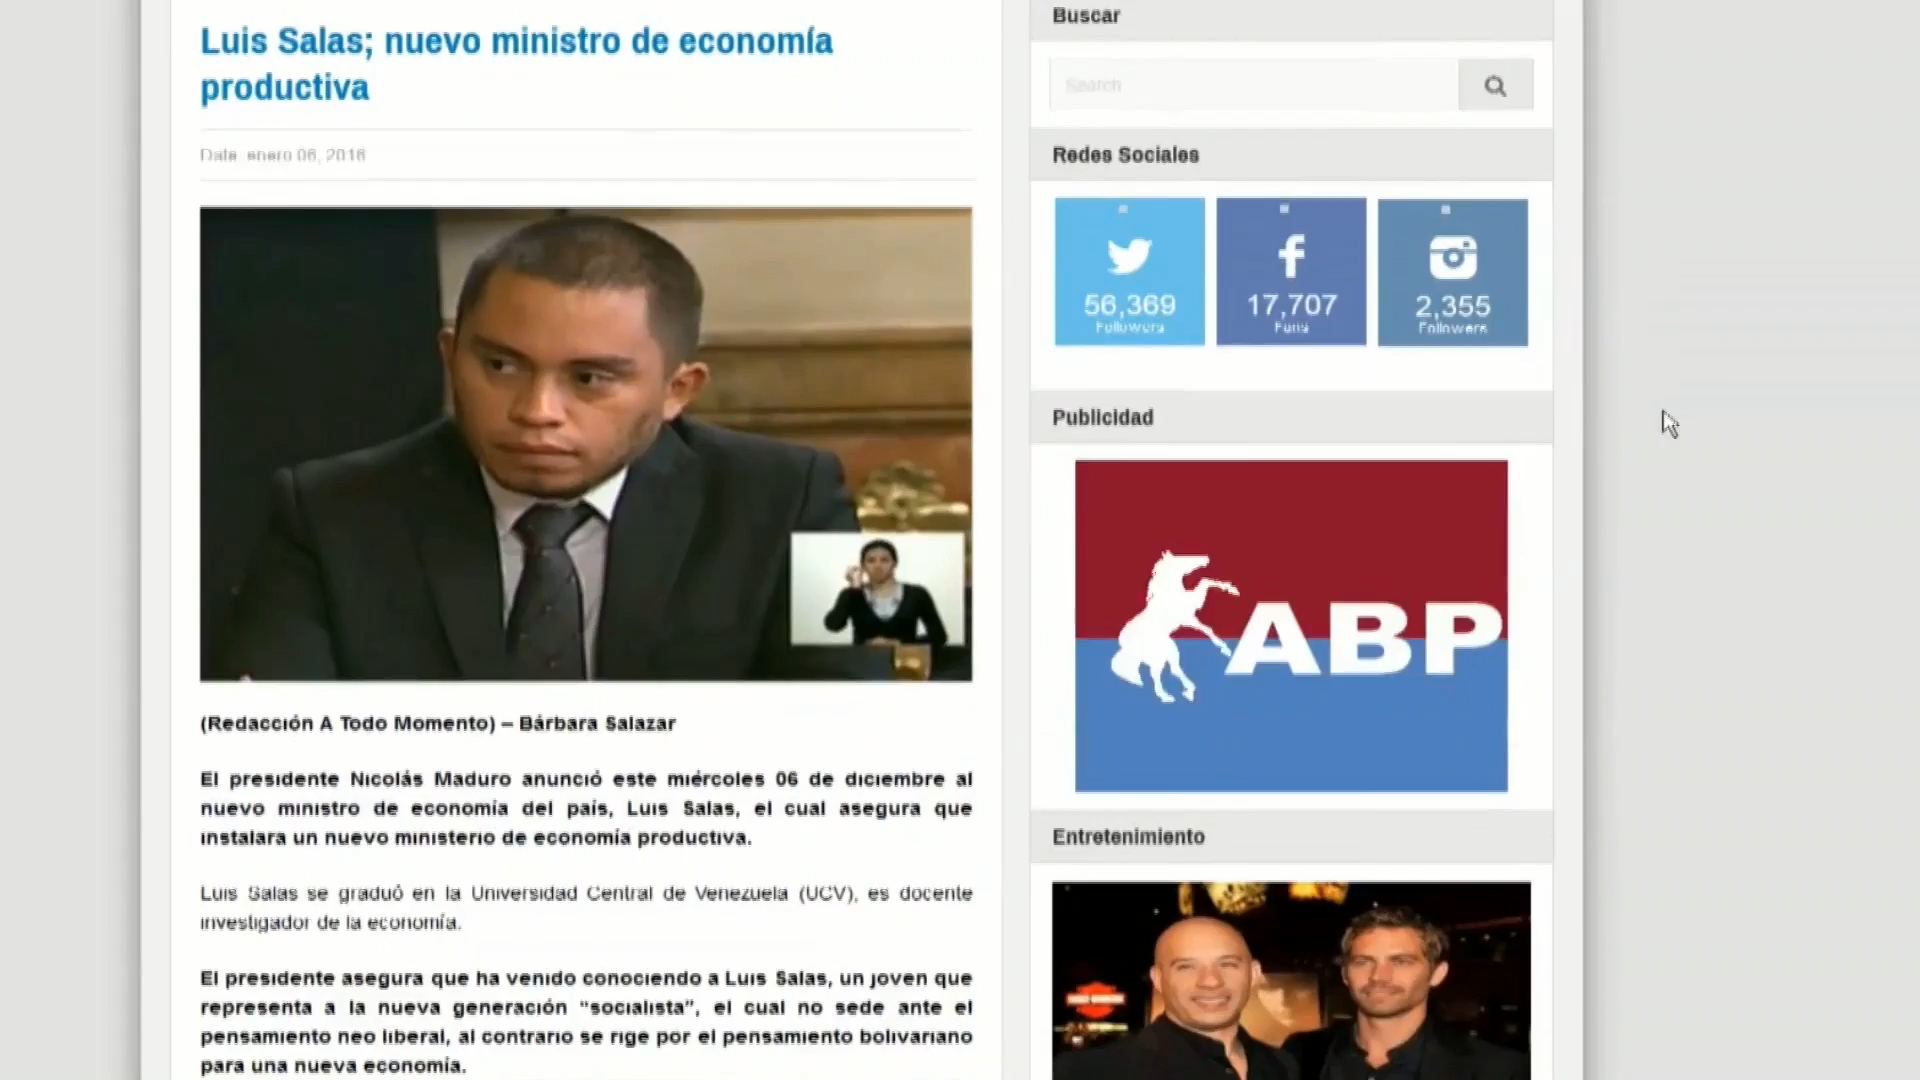 Luis Salas; nuevo ministro de economía
productiva
Date: enero 06, 2016
(Redacción A Todo Momento) – Bárbara Salazar
El presidente Nicolás Maduro anunció este miércoles 06 de diciembre al
nuevo ministro de economía del país, Luis Salas, el cual asegura que
instalara un nuevo ministerio de economía productiva.
Luis Salas se graduó en la Universidad Central de Venezuela (UCV), es docente
investigador de la economía.
El presidente asegura que ha venido conociendo a Luis Salas, un joven que
representa a la nueva generación “socialista”, el cual no sede ante el
pensamiento neo liberal, al contrario se rige por el pensamiento bolivariano
para una nueva economía.
Buscar
Search
Redes Sociales
56,369
Followers
17,707
Fans
2,355
Followers
Publicidad
ABP
Entretenimiento